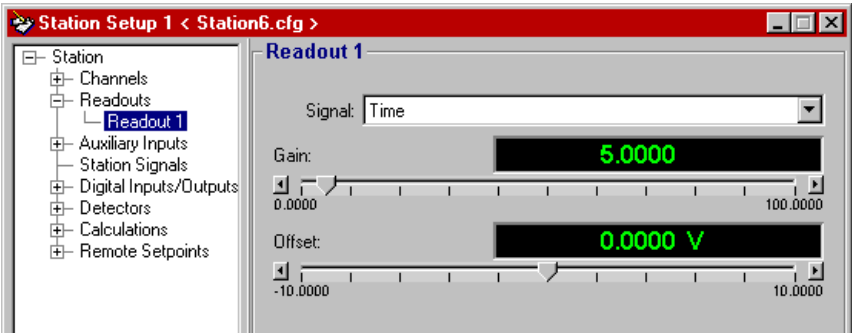 Station Setup 1 < Station6.cfg >
Station
Channels
Readouts
Readout 1
Auxiliary Inputs
Station Signals
Digital Inputs/Outputs
Detectors
Calculations
Remote Setpoints
Readout 1
Signal: Time
Gain: 5.0000
0.0000 100.0000
Offset: 0.0000 V
-10.0000 10.0000